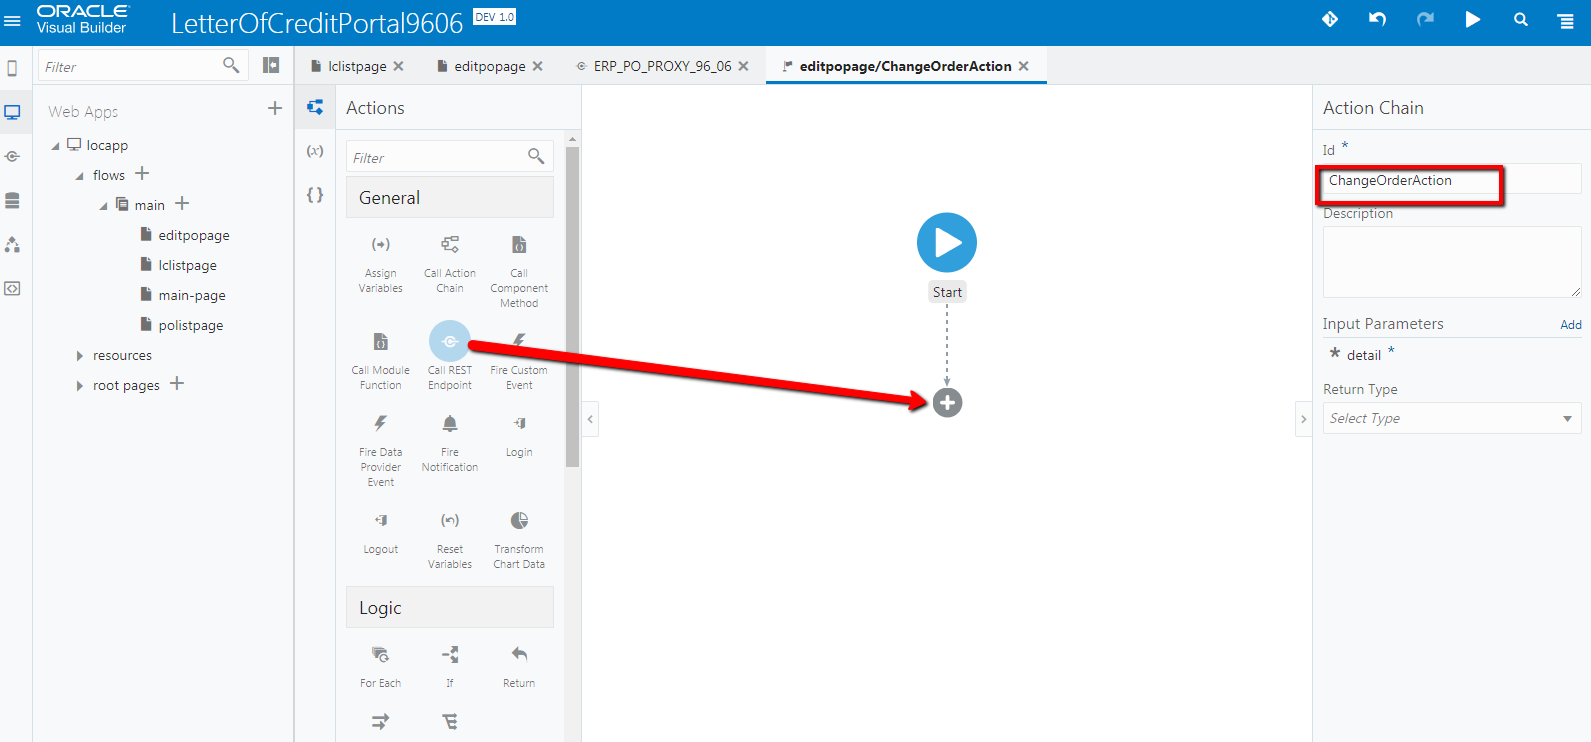 ORACLE
Visual Builder
LetterOfCreditPortal9606
DEV 1.0
Filter
lclistpage
editpopage
ERP_PO_PROXY_96_06
editpopage/ChangeOrderAction
Web Apps
locapp
flows
main
editpopage
lclistpage
main-page
polistpage
resources
root pages
(x)
{ }
Actions
Filter
General
Assign
Variables
Call Action
Chain
Call
Component
Method
Call Module
Function
Call REST
Endpoint
Fire Custom
Event
Fire Data
Provider
Event
Fire
Notification
Login
Logout
Reset
Variables
Transform
Chart Data
Logic
For Each
If
Return
Start
Action Chain
Id *
ChangeOrderAction
Description
Input Parameters
Add
* detail *
Return Type
Select Type